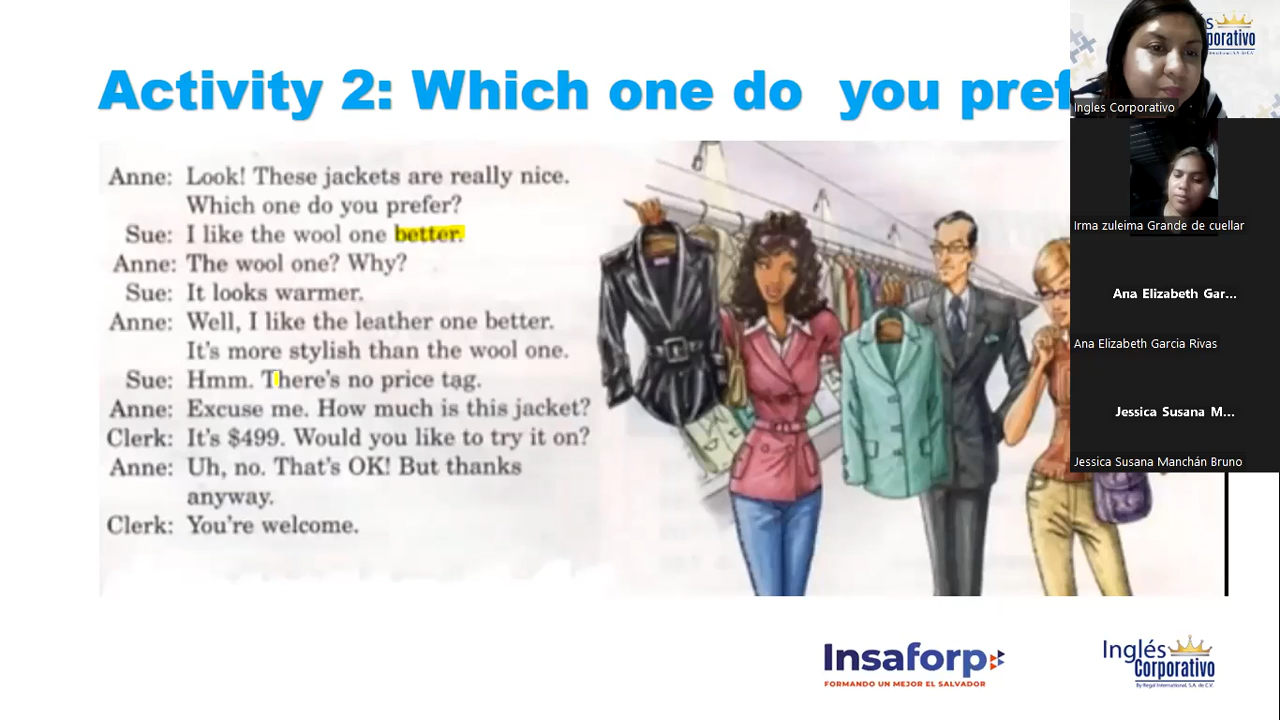 Activity 2: Which one do you pref
Anne: Look! These jackets are really nice.
Which one do you prefer?
Sue: I like the wool one better.
Anne: The wool one? Why?
Sue: It looks warmer.
Anne: Well, I like the leather one better.
It's more stylish than the wool one.
Sue: Hmm. There's no price tag.
Anne: Excuse me. How much is this jacket?
Clerk: It's $499. Would you like to try it on?
Anne: Uh, no. That's OK! But thanks
anyway.
Clerk: You're welcome.
Ingles Corporativo
Irma zuleima Grande de cuellar
Ana Elizabeth Gar...
Ana Elizabeth Garcia Rivas
Jessica Susana M...
Jessica Susana Manchán Bruno
Insaforp
FORMANDO UN MEJOR EL SALVADOR
Inglés
Corporativo
By Regal International, S.A. de C.V.